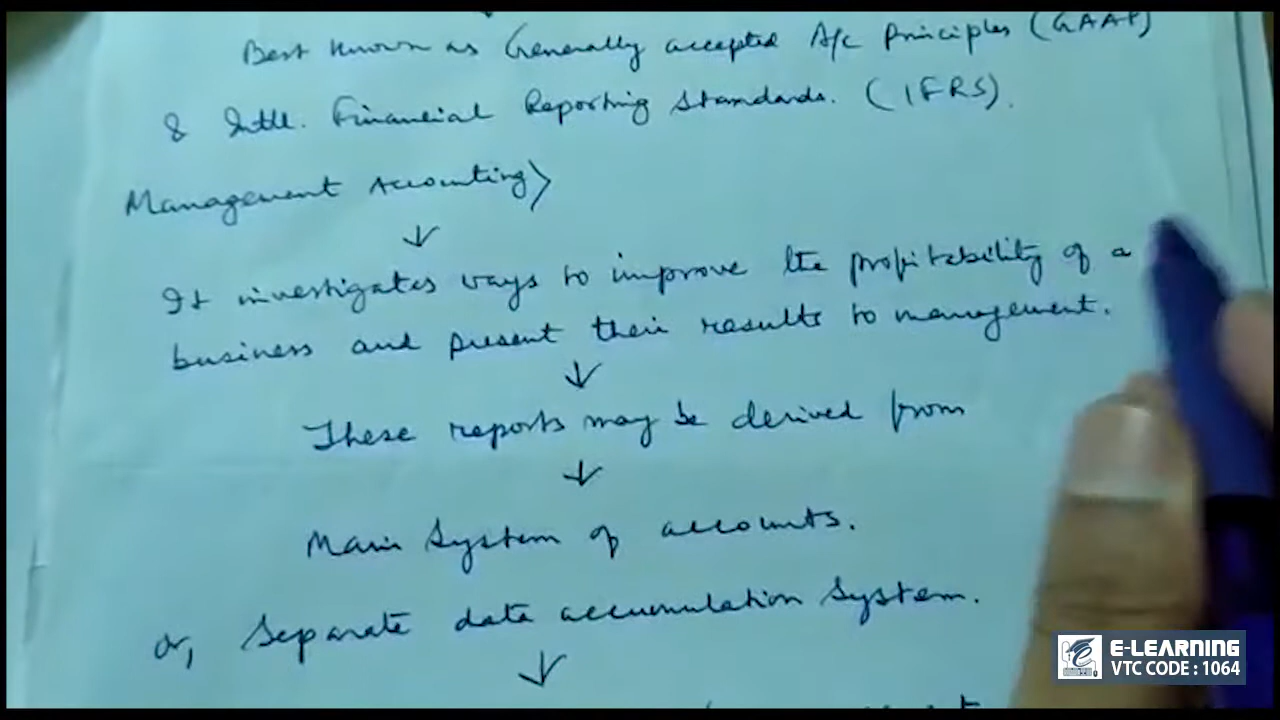 Best known as Generally accepted A/c Principles (GAAP)
& Intl. Financial Reporting Standards. (IFRS).
Management Accounting>
↓
It investigates ways to improve the profitability of a
business and present their results to management.
↓
These reports may be derived from
↓
Main System of accounts.
or, Separate data accumulation System.
↓
E-LEARNING
VTC CODE : 1064